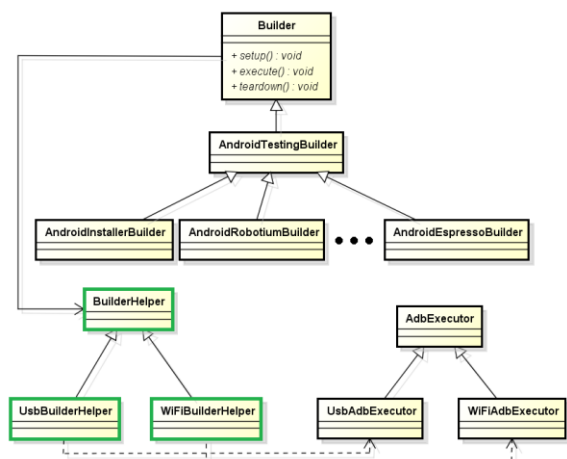 Builder
+ setup() : void
+ execute() : void
+ teardown() : void
AndroidTestingBuilder
AndroidInstallerBuilder
AndroidRobotiumBuilder
AndroidEspressoBuilder
BuilderHelper
AdbExecutor
UsbBuilderHelper
WiFiBuilderHelper
UsbAdbExecutor
WiFiAdbExecutor